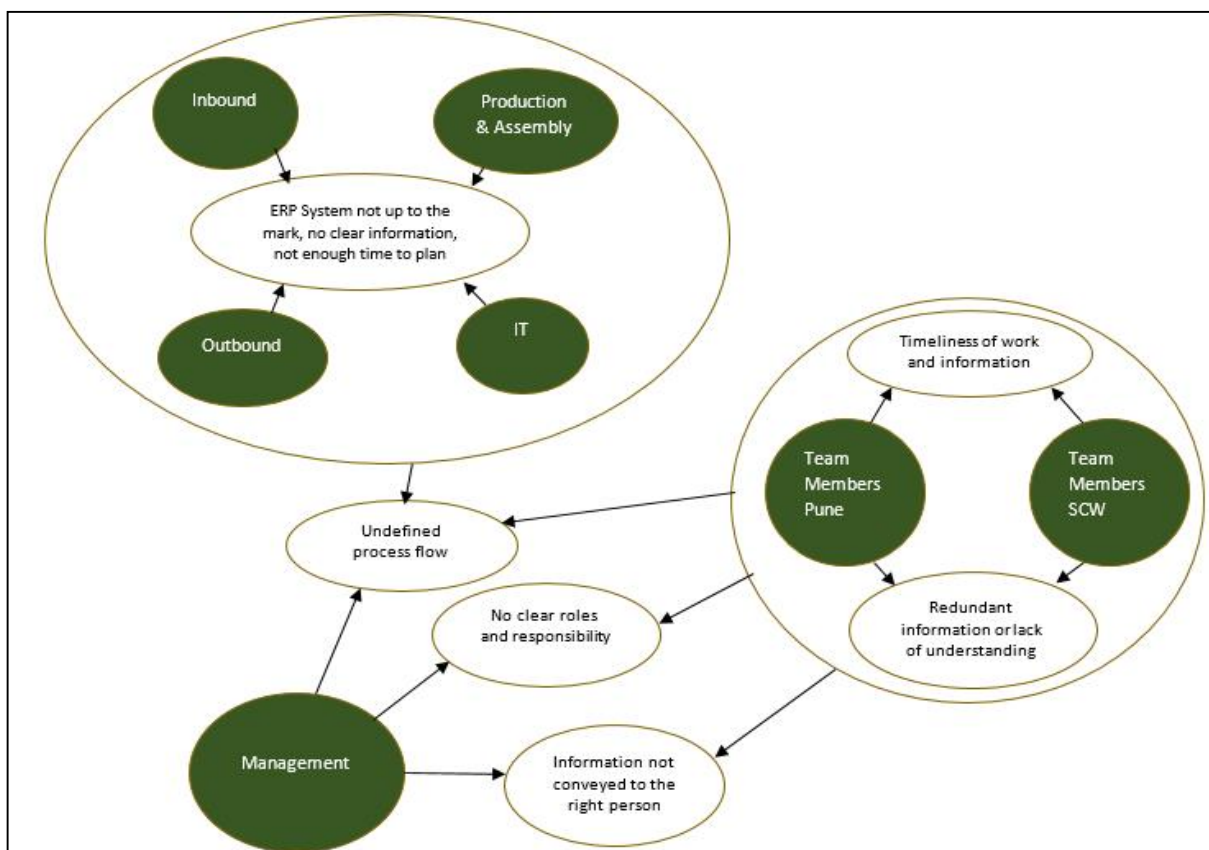 Inbound
Production
& Assembly
ERP System not up to the
mark, no clear information,
not enough time to plan
Outbound
IT
Timeliness of work
and information
Team
Members
Pune
Team
Members
SCW
Redundant
information or lack
of understanding
Undefined
process flow
No clear roles
and responsibility
Management
Information not
conveyed to the
right person